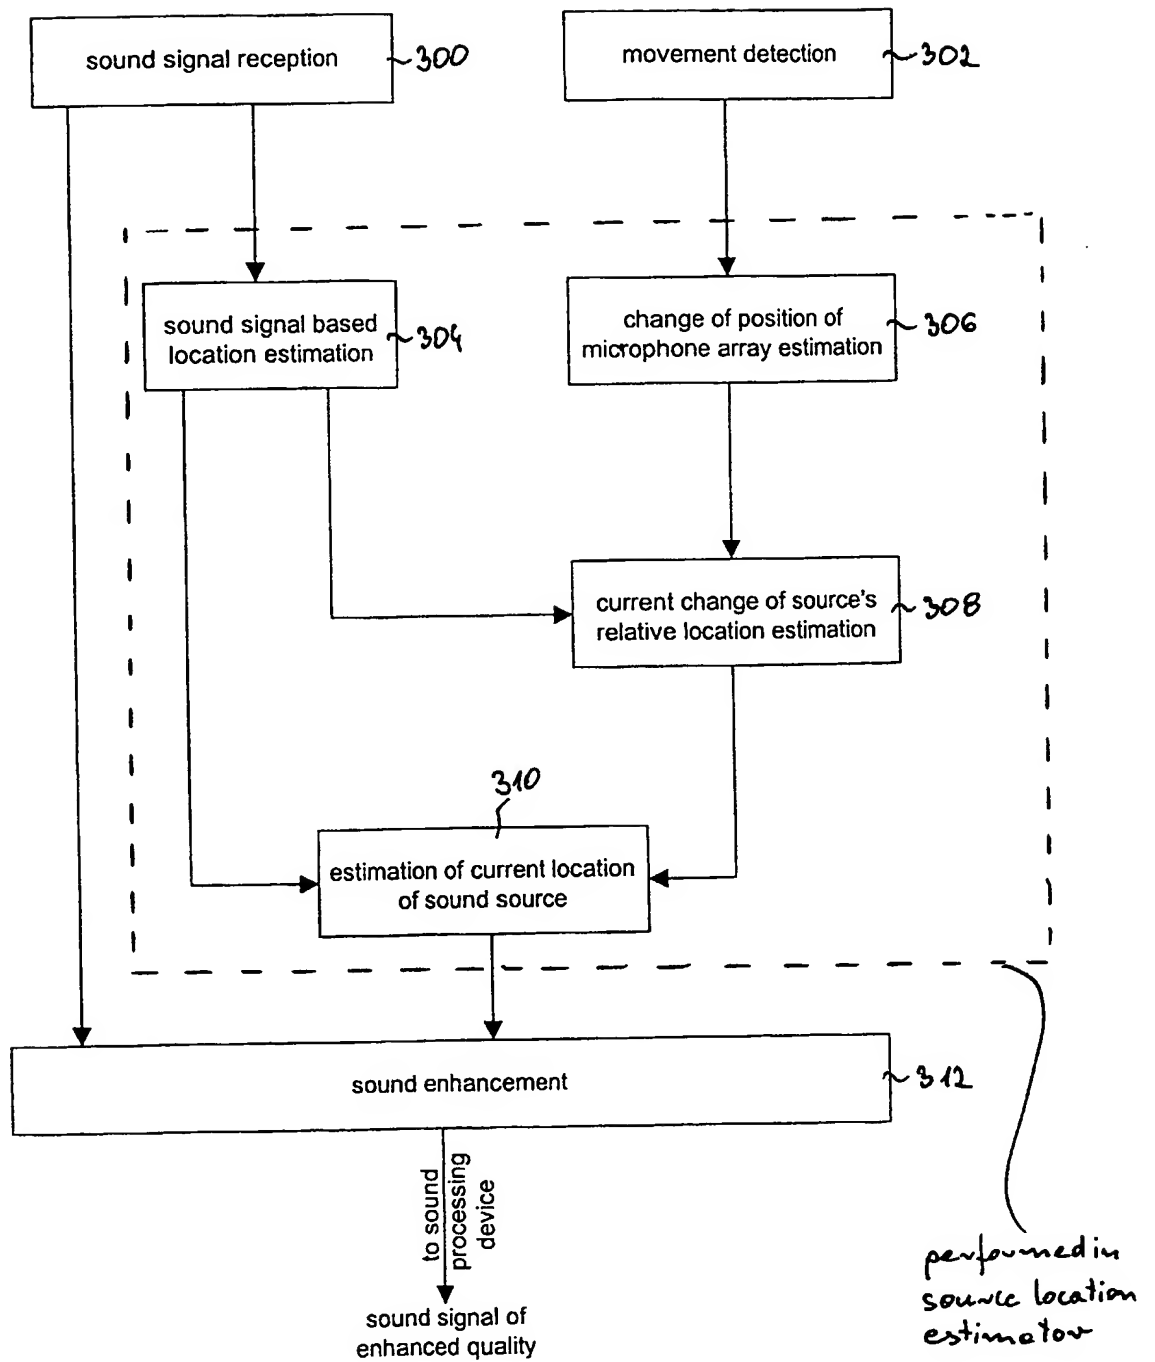 sound signal reception
300
movement detection
302
sound signal based
location estimation
304
change of position of
microphone array estimation
306
current change of source's
relative location estimation
308
310
estimation of current location
of sound source
sound enhancement
312
to sound
processing
device
sound signal of
enhanced quality
performed in
source location
estimator